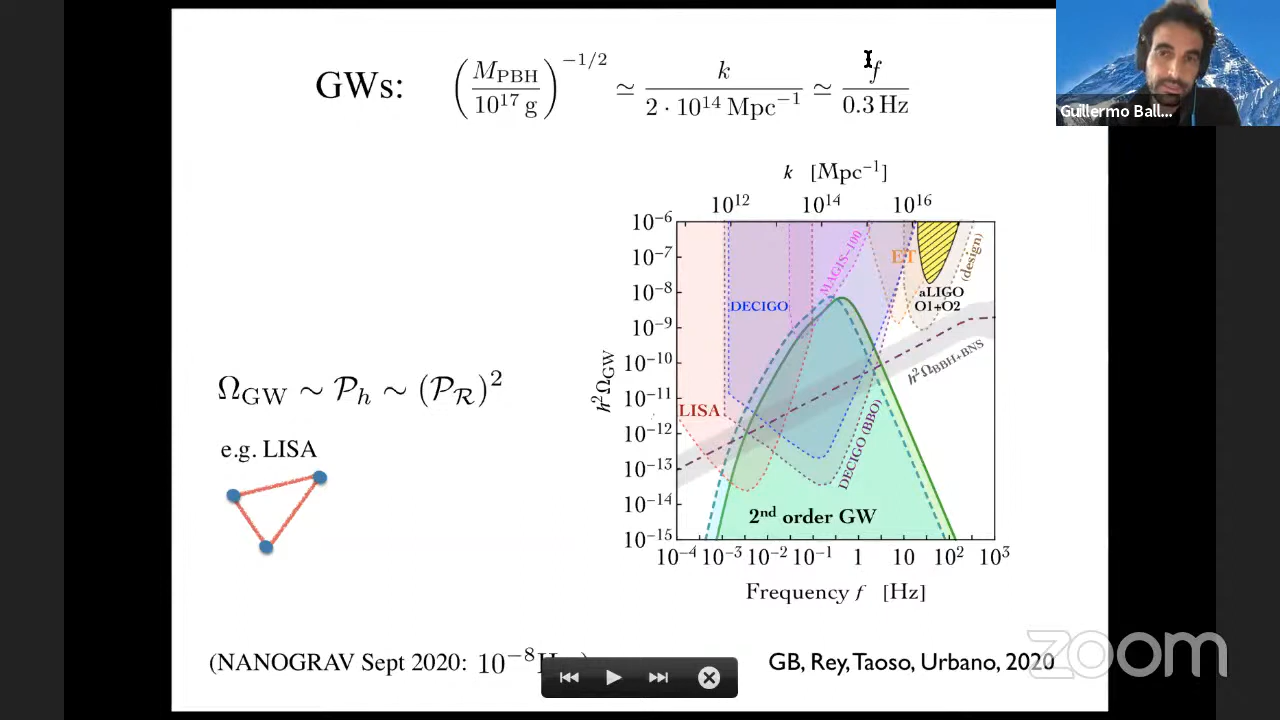 GWs: (M_PBH / 10^17 g)^−1/2 ≃ k / 2 · 10^14 Mpc^−1 ≃ f / 0.3 Hz
Guillermo Ball...
k [Mpc^−1]
10^12 10^14 10^16
10^−6
10^−7
10^−8
10^−9
10^−10
10^−11
10^−12
10^−13
10^−14
10^−15
h^2 Ω_GW
MAGIS-100
ET
(design)
DECIGO
aLIGO
O1+O2
h^2 Ω_BBH+BNS
LISA
DECIGO (BBO)
2nd order GW
10^−4 10^−3 10^−2 10^−1 1 10 10^2 10^3
Frequency f [Hz]
Ω_GW ∼ P_h ∼ (P_R)^2
e.g. LISA
(NANOGRAV Sept 2020: 10^−8
GB, Rey, Taoso, Urbano, 2020
zoom